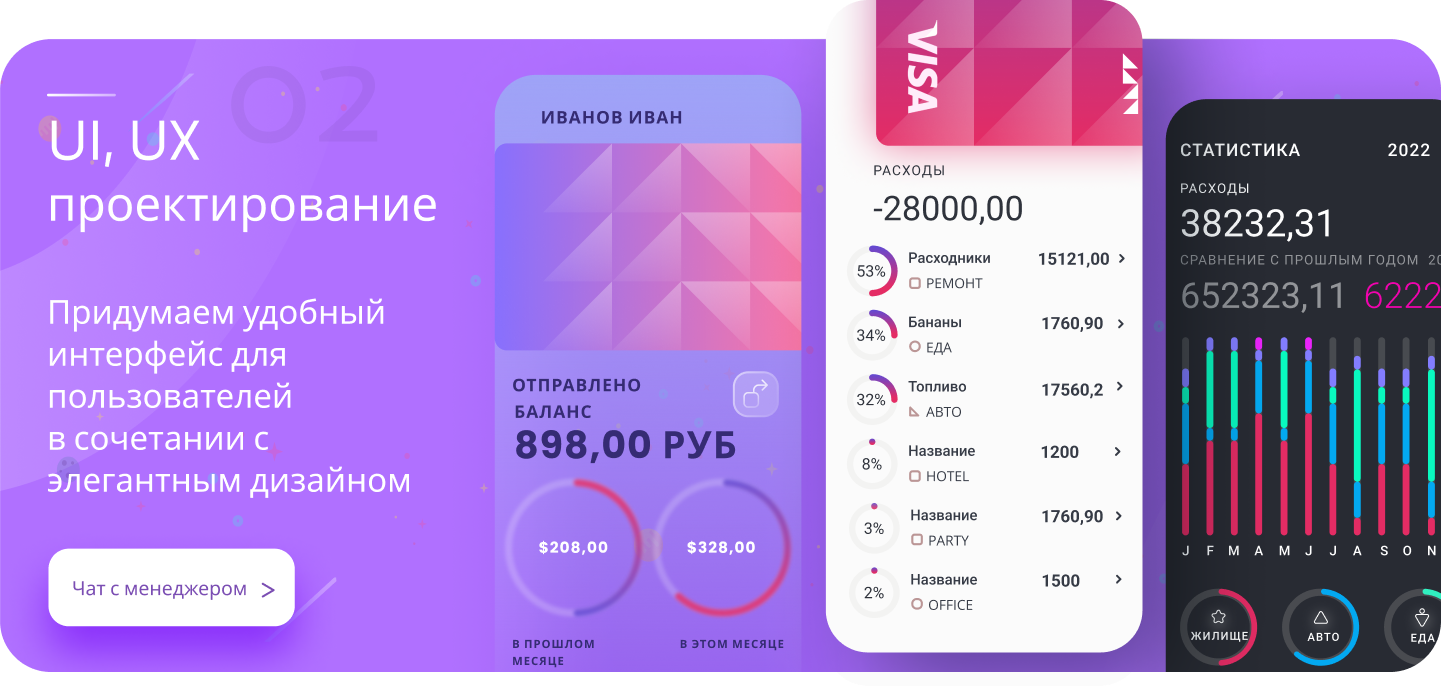 02
UI, UX
проектирование
Придумаем удобный
интерфейс для
пользователей
в сочетании с
элегантным дизайном
Чат с менеджером
ИВАНОВ ИВАН
ОТПРАВЛЕНО
БАЛАНС
898,00 РУБ
$208,00
$328,00
В ПРОШЛОМ
МЕСЯЦЕ
В ЭТОМ МЕСЯЦЕ
VISA
РАСХОДЫ
-28000,00
53% Расходники 15121,00
РЕМОНТ
34% Бананы 1760,90
ЕДА
32% Топливо 17560,2
АВТО
8% Название 1200
HOTEL
3% Название 1760,90
PARTY
2% Название 1500
OFFICE
СТАТИСТИКА 2022
РАСХОДЫ
38232,31
СРАВНЕНИЕ С ПРОШЛЫМ ГОДОМ 20
652323,11 6222
J F M A M J J A S O N
ЖИЛИЩЕ АВТО ЕДА